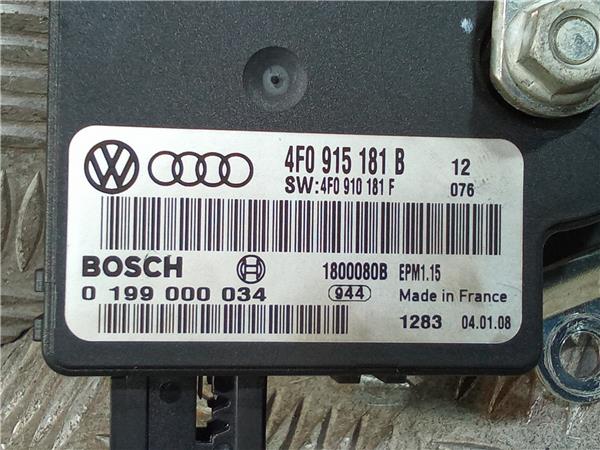 4F0 915 181 B 12
SW:4F0 910 181 F 076
BOSCH 1800080B EPM1.15
0 199 000 034 944 Made in France
1283 04.01.08